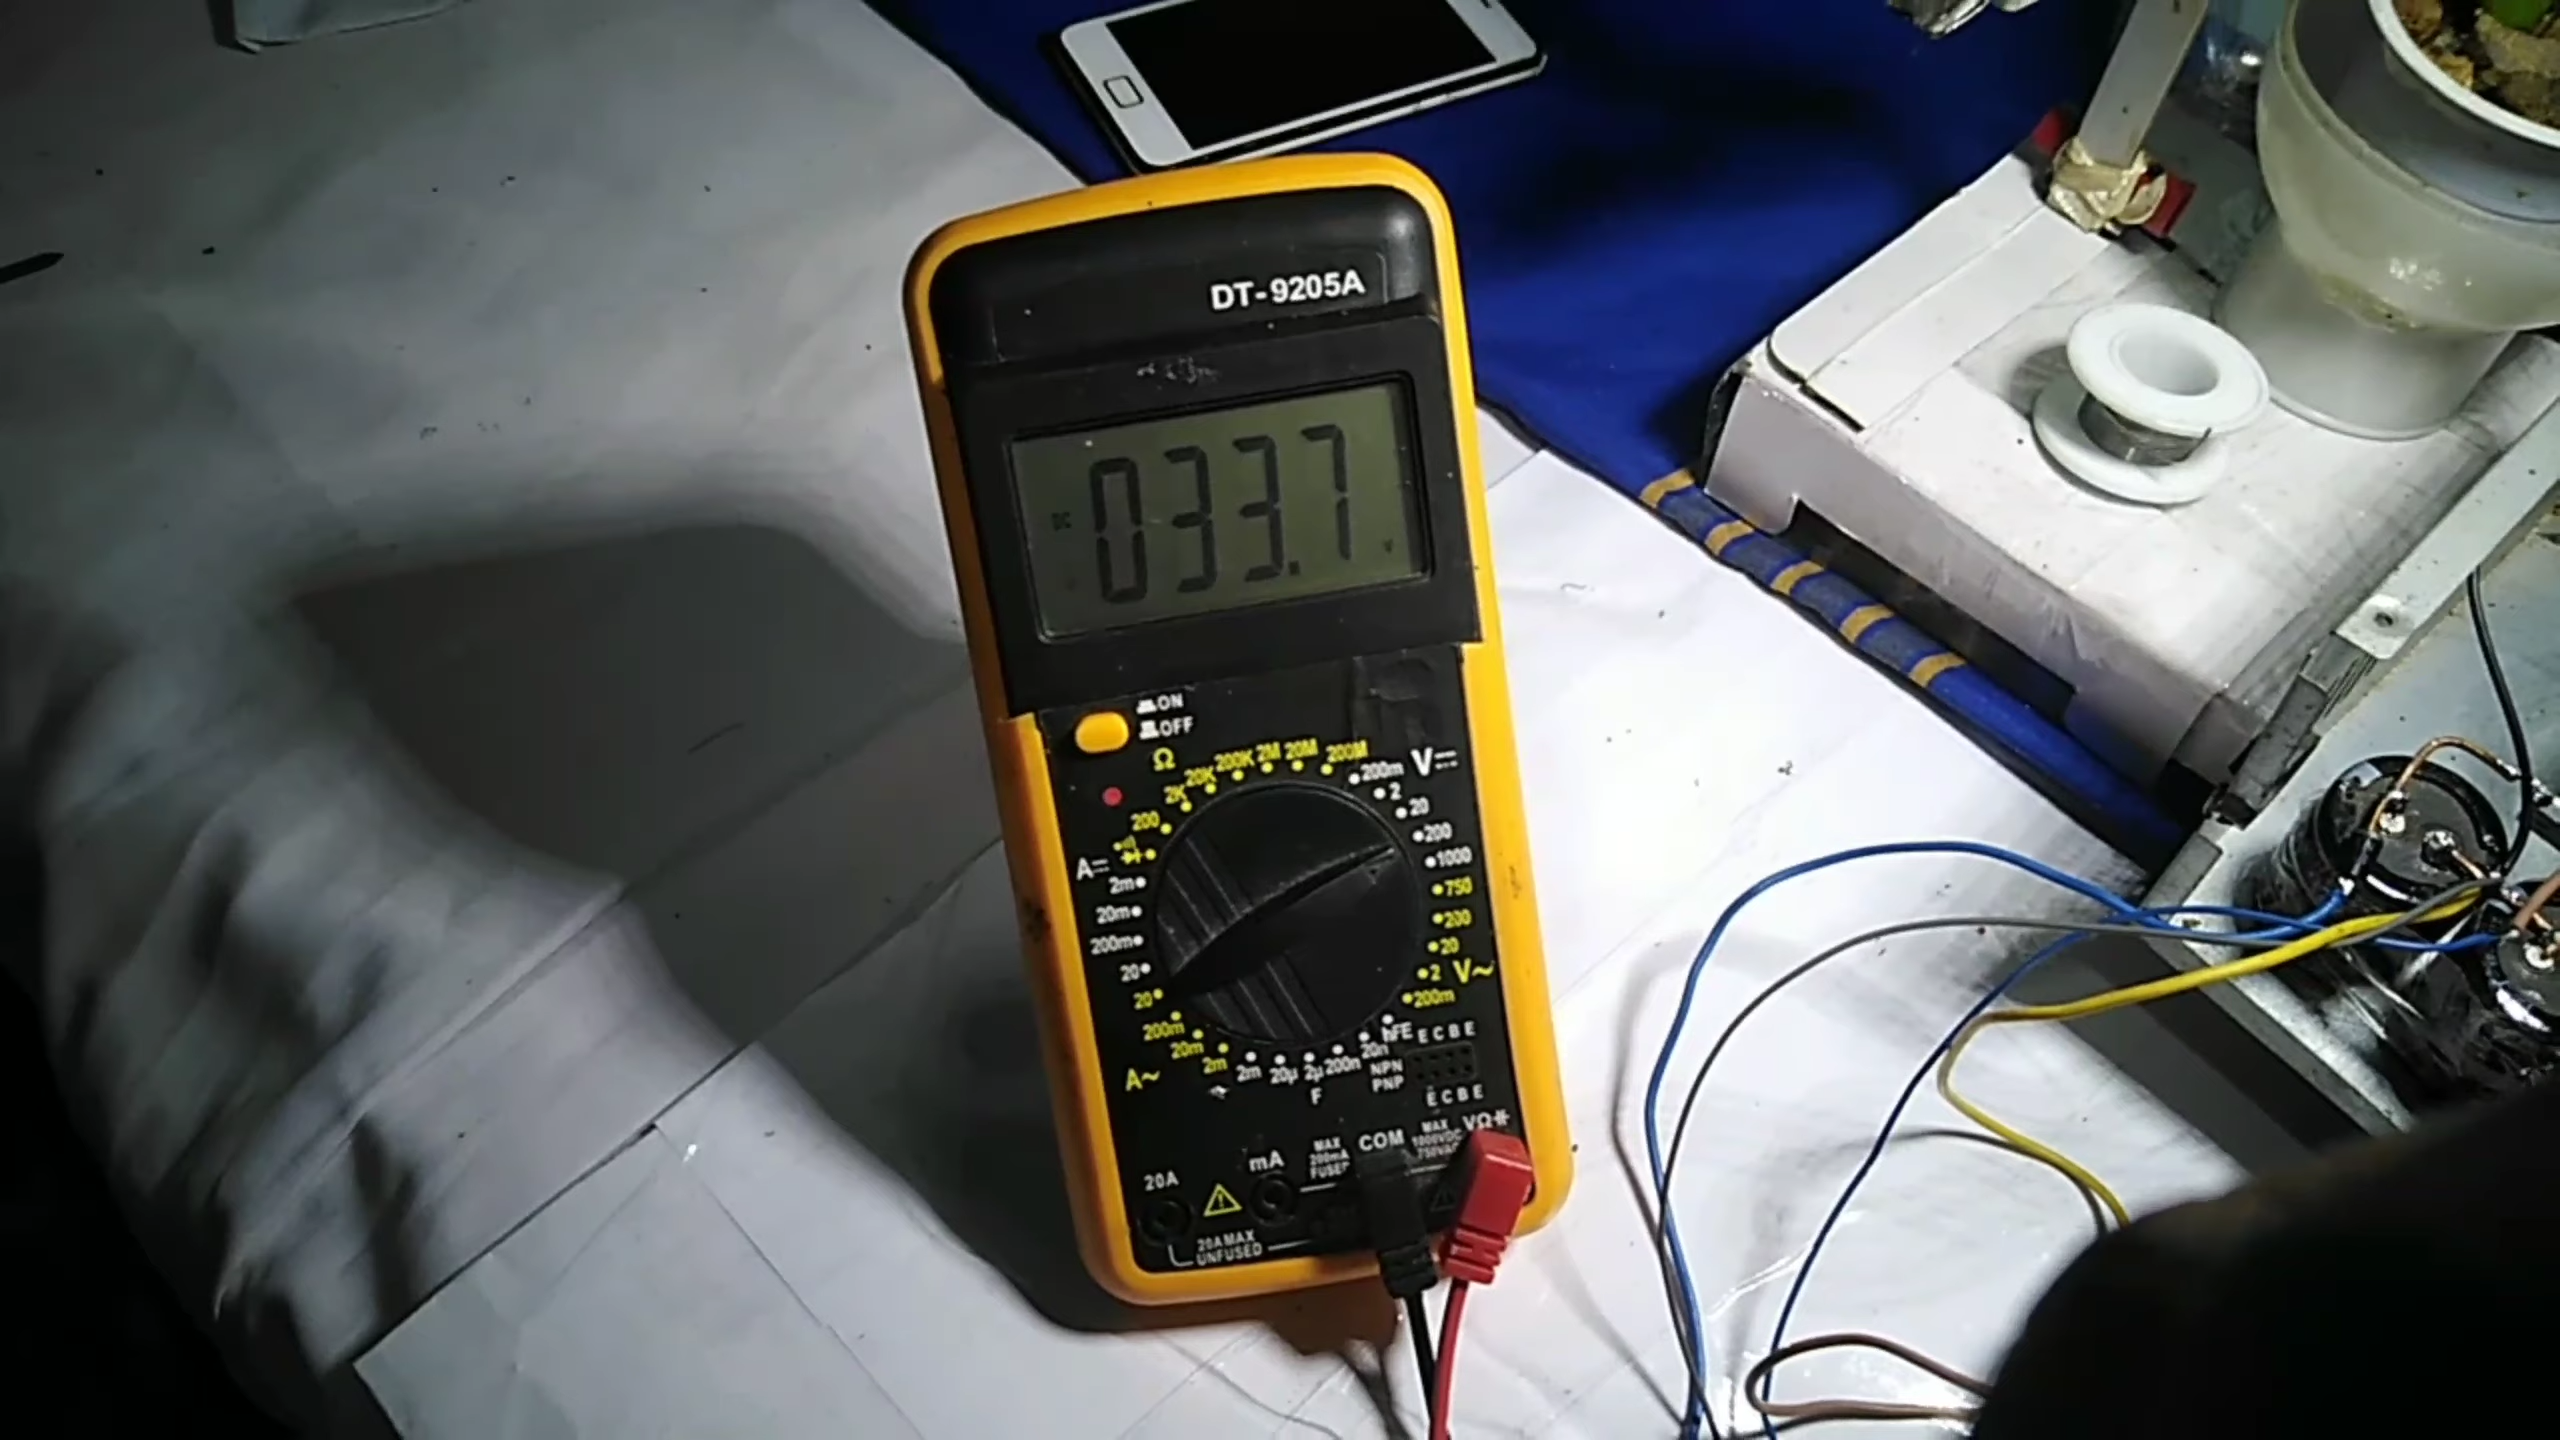 DT-9205A
DC 033.7 V
ON
OFF
Ω
2K 20K 200K 2M 20M 200M
200m V
2
20
200
1000
750
200
20
2 V~
200m
200
A
2m
20m
200m
20
20
200m
20m
2m
A~
2m 20µ 2µ 200n 20n
F
hFE
E C B E
NPN
PNP
E C B E
20A
mA
MAX
200mA
FUSED
COM
MAX
1000VDC
750VAC
VΩ
20A MAX
UNFUSED